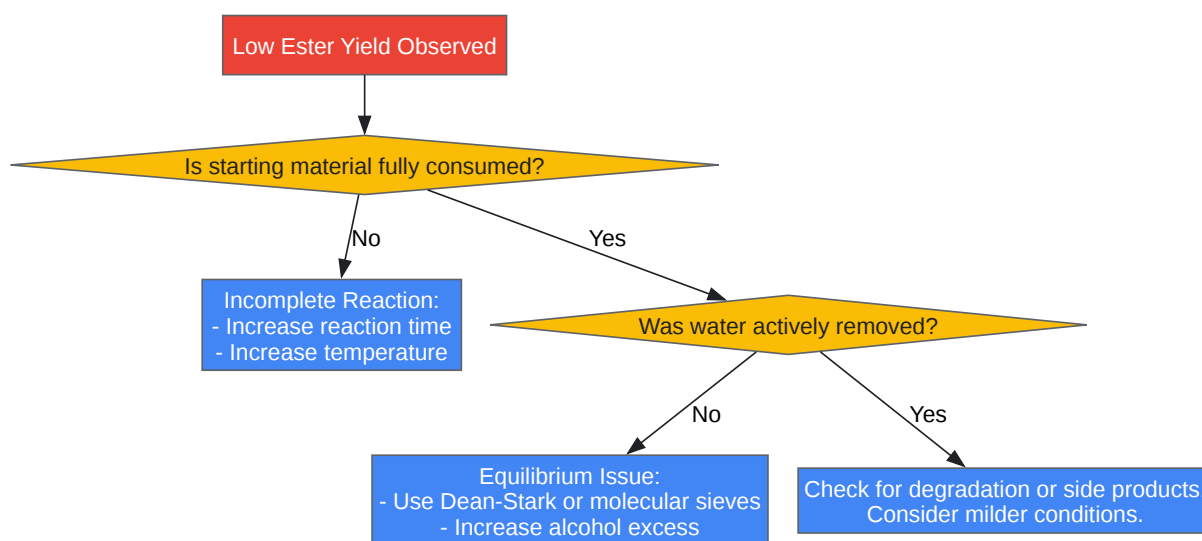 Low Ester Yield Observed
Is starting material fully consumed?
No
Yes
Incomplete Reaction:
- Increase reaction time
- Increase temperature
Was water actively removed?
No
Yes
Equilibrium Issue:
- Use Dean-Stark or molecular sieves
- Increase alcohol excess
Check for degradation or side products
Consider milder conditions.